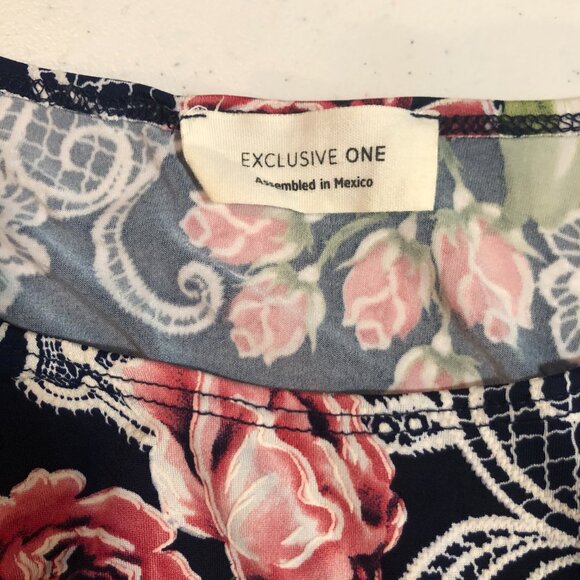 EXCLUSIVE ONE
Assembled in Mexico